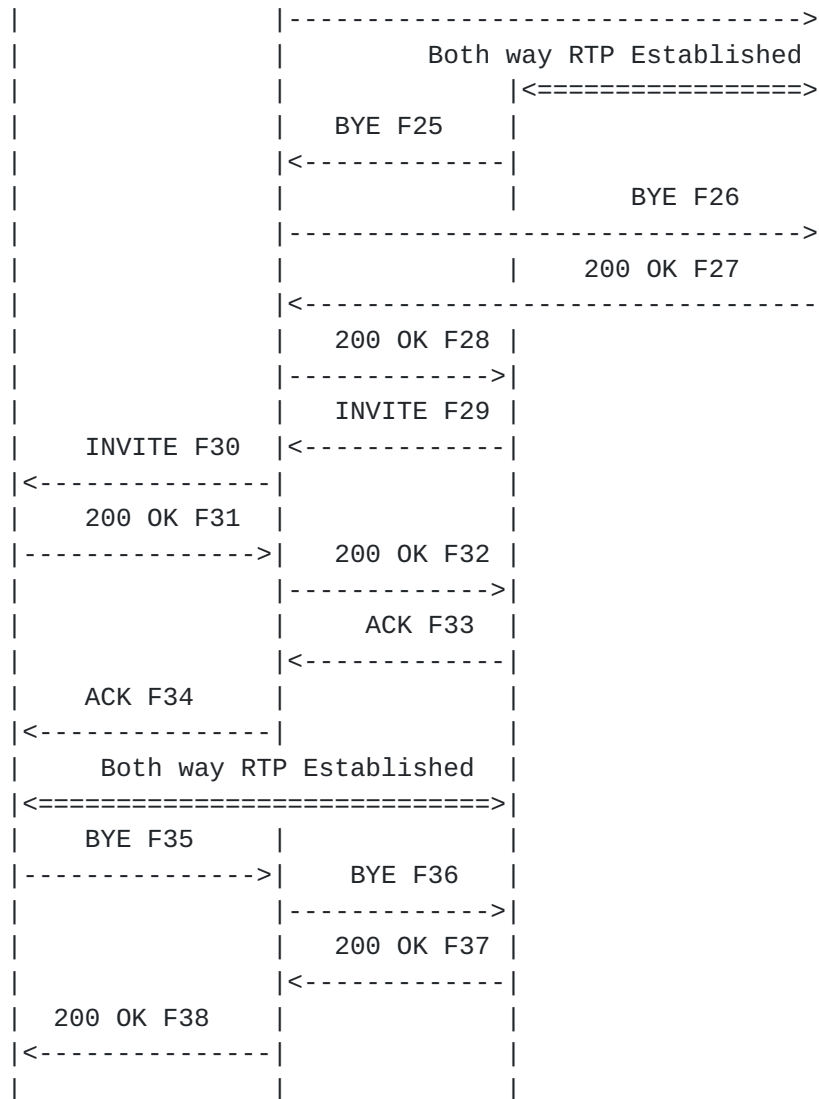 |                |--------------------------------->
|                |         Both way RTP Established
|                |              |<=================>
|                |   BYE F25    |
|                |<-------------|
|                |              |       BYE F26
|                |--------------------------------->
|                |              |    200 OK F27
|                |<---------------------------------
|                |   200 OK F28 |
|                |------------->|
|                |   INVITE F29 |
|    INVITE F30  |<-------------|
|<---------------|              |
|    200 OK F31  |              |
|--------------->|   200 OK F32 |
|                |------------->|
|                |     ACK F33  |
|                |<-------------|
|    ACK F34     |              |
|<---------------|              |
|     Both way RTP Established  |
|<=============================>|
|    BYE F35     |              |
|--------------->|    BYE F36   |
|                |------------->|
|                |   200 OK F37 |
|                |<-------------|
|  200 OK F38    |              |
|<---------------|              |
|                |              |